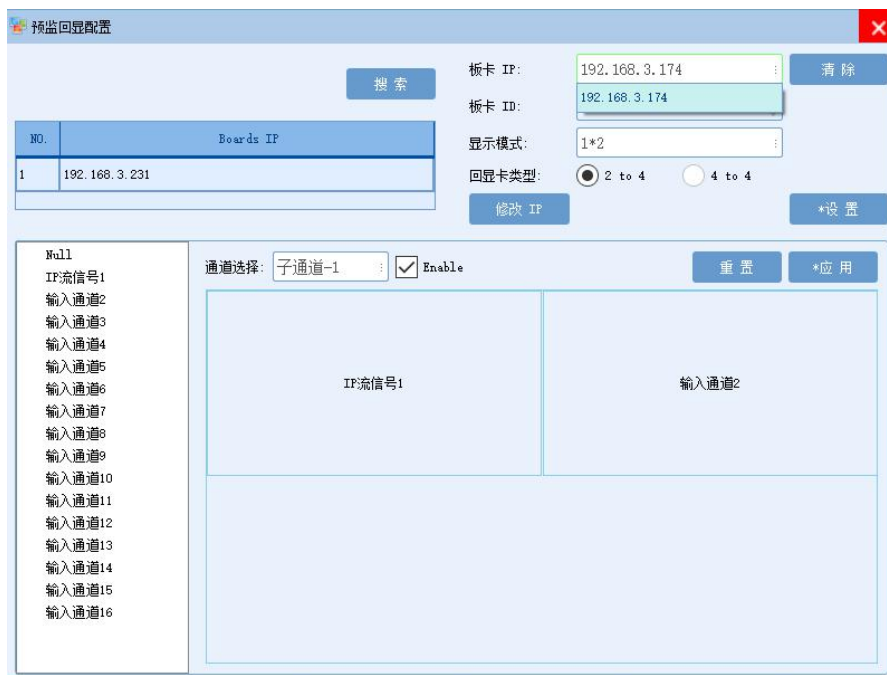 预监回显配置
搜 索
板卡 IP:
192.168.3.174
清 除
192.168.3.174
板卡 ID:
NO.
Boards IP
1
192.168.3.231
显示模式:
1*2
回显卡类型:
2 to 4
4 to 4
修改 IP
*设 置
Null
IP流信号1
输入通道2
输入通道3
输入通道4
输入通道5
输入通道6
输入通道7
输入通道8
输入通道9
输入通道10
输入通道11
输入通道12
输入通道13
输入通道14
输入通道15
输入通道16
通道选择:
子通道-1
Enable
重 置
*应 用
IP流信号1
输入通道2